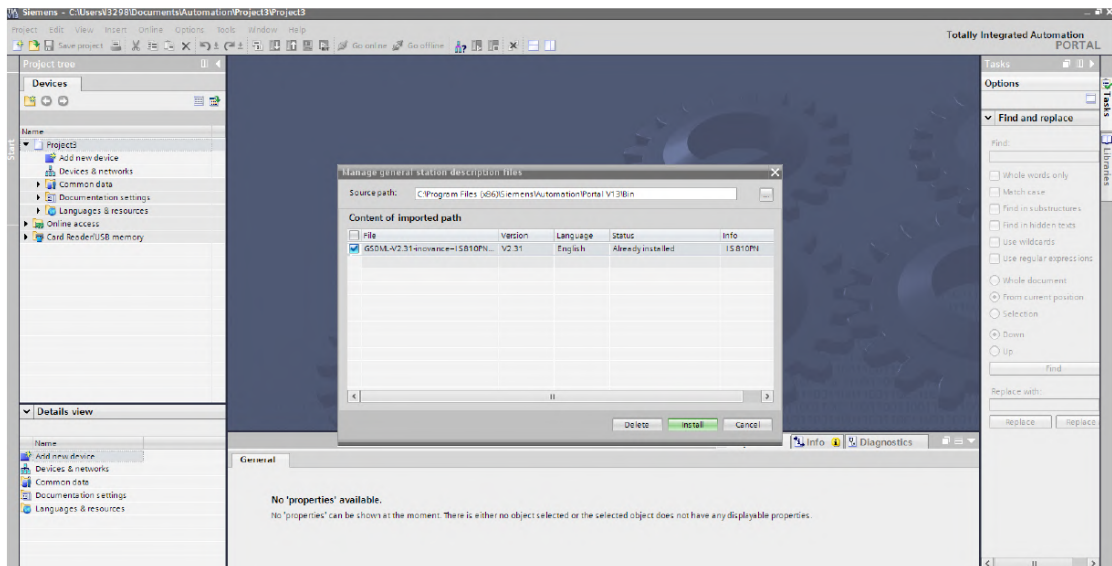 Siemens - C:\Users\3298\Documents\Automation\Project3\Project3
Project Edit View Insert Online Options Tools Window Help
Save project
Go online
Go offline
Totally Integrated Automation
PORTAL
Project tree
Devices
Name
Project3
Add new device
Devices & networks
Common data
Documentation settings
Languages & resources
Online access
Card Reader/USB memory
Start
Details view
Name
Add new device
Devices & networks
Common data
Documentation settings
Languages & resources
Manage general station description files
Source path: C:\Program Files (x86)\Siemens\Automation\Portal V13\Bin
Content of imported path
File Version Language Status Info
GSDML-V2.31-inovance-IS810PN... V2.31 English Already installed IS810PN
Delete Install Cancel
Info Diagnostics
General
No 'properties' available.
No 'properties' can be shown at the moment. There is either no object selected or the selected object does not have any displayable properties.
Tasks
Options
Find and replace
Find:
Whole words only
Match case
Find in substructures
Find in hidden texts
Use wildcards
Use regular expressions
Whole document
From current position
Selection
Down
Up
Find
Replace with:
Replace Replace
Tasks
Libraries